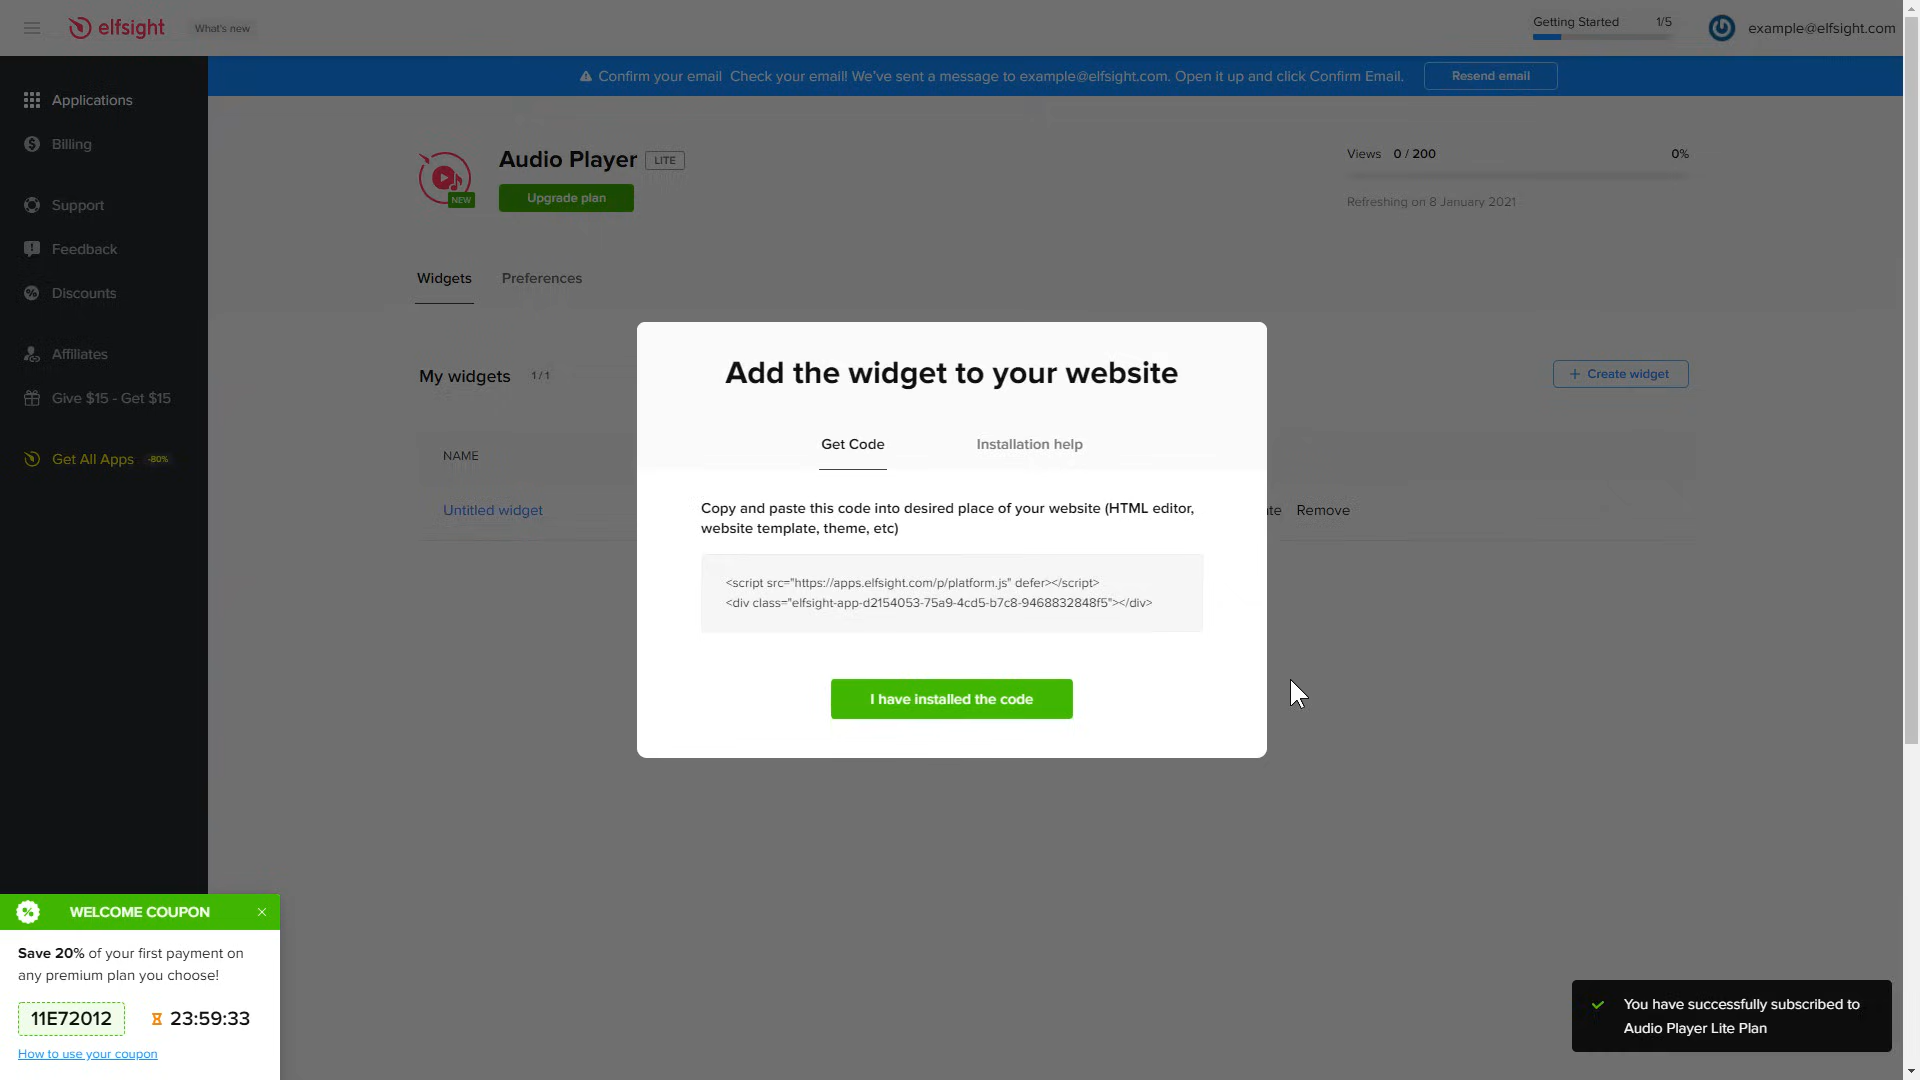 elfsight
What's new
Getting Started 1/5
example@elfsight.com
Confirm your email Check your email! We've sent a message to example@elfsight.com. Open it up and click Confirm Email.
Resend email
Applications
Billing
Support
Feedback
Discounts
Affiliates
Give $15 - Get $15
Get All Apps -80%
NEW
Audio Player LITE
Upgrade plan
Views 0 / 200 0%
Refreshing on 8 January 2021
Widgets Preferences
My widgets 1 / 1
+ Create widget
NAME
Untitled widget
Remove
Add the widget to your website
Get Code Installation help
Copy and paste this code into desired place of your website (HTML editor,
website template, theme, etc)
<script src="https://apps.elfsight.com/p/platform.js" defer></script>
<div class="elfsight-app-d2154053-75a9-4cd5-b7c8-9468832848f5"></div>
I have installed the code
WELCOME COUPON
Save 20% of your first payment on
any premium plan you choose!
11E72012 23:59:33
How to use your coupon
You have successfully subscribed to
Audio Player Lite Plan